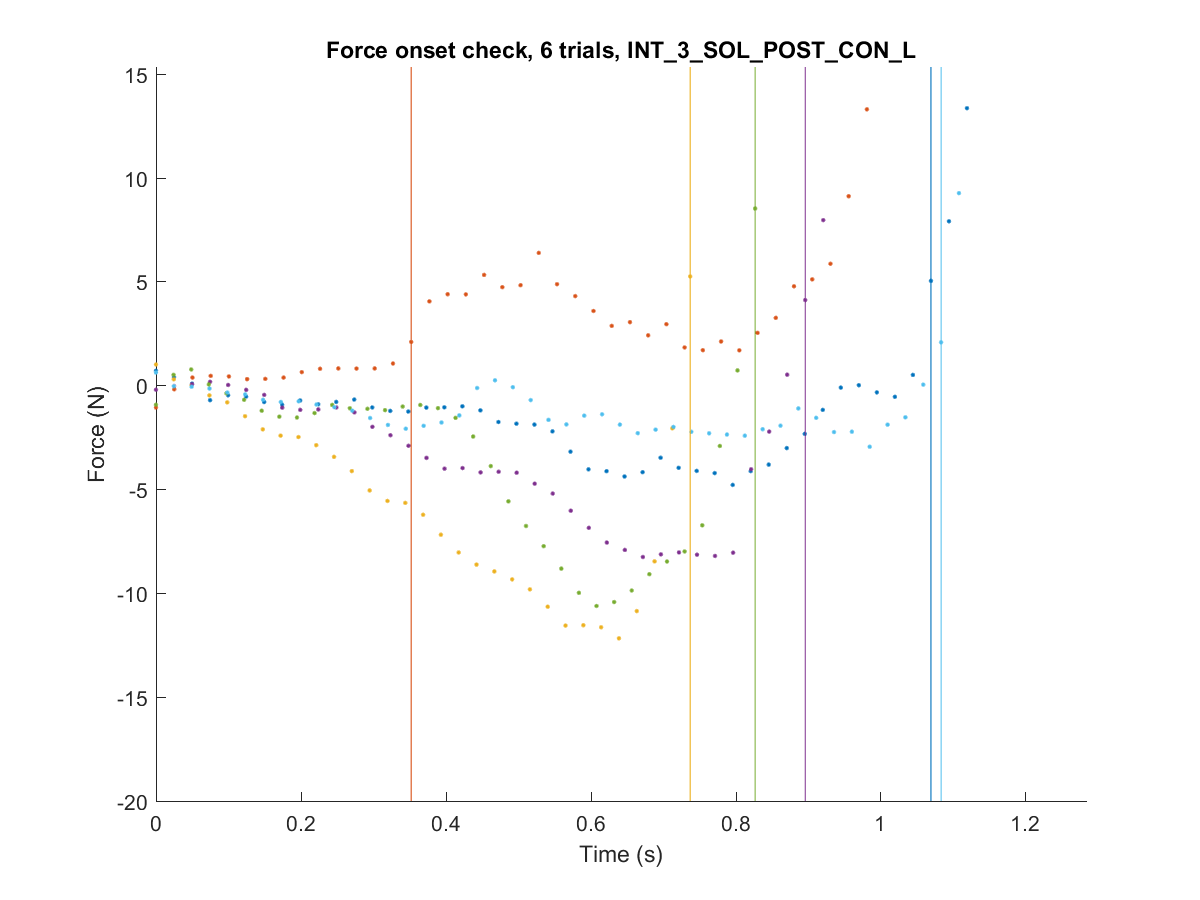 Force onset check, 6 trials, INT_3_SOL_POST_CON_L
15
10
5
0
-5
-10
-15
-20
Force (N)
0 0.2 0.4 0.6 0.8 1 1.2
Time (s)